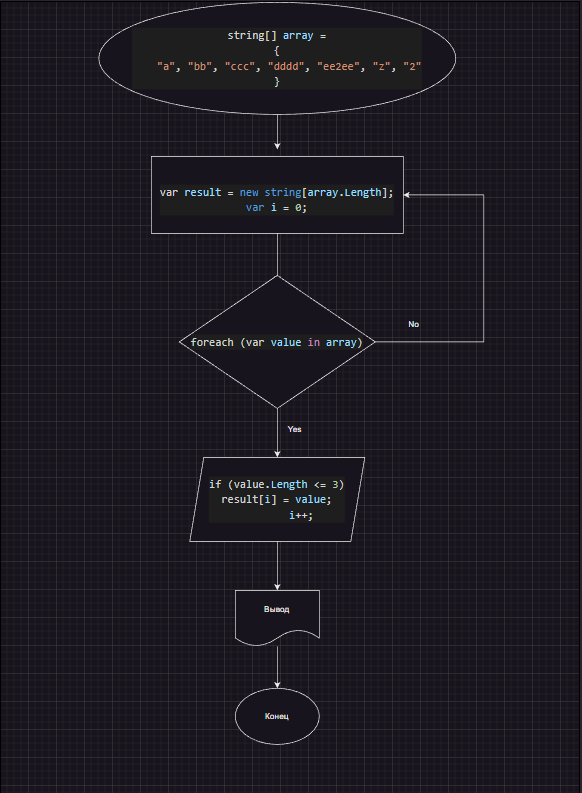 string[] array =
{
"a", "bb", "ccc", "dddd", "ee2ee", "z", "2"
}
var result = new string[array.Length];
var i = 0;
No
foreach (var value in array)
Yes
if (value.Length <= 3)
result[i] = value;
i++;
Вывод
Конец